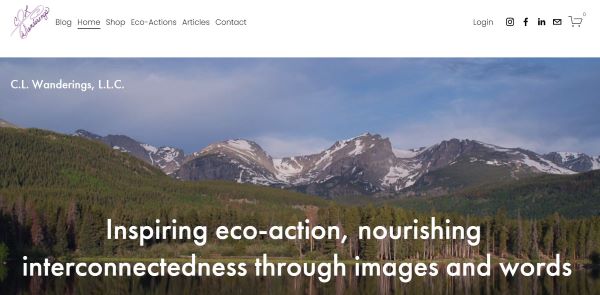 C.L.
Wanderings
Blog Home Shop Eco-Actions Articles Contact Login 0
C.L. Wanderings, L.L.C.
Inspiring eco-action, nourishing
interconnectedness through images and words